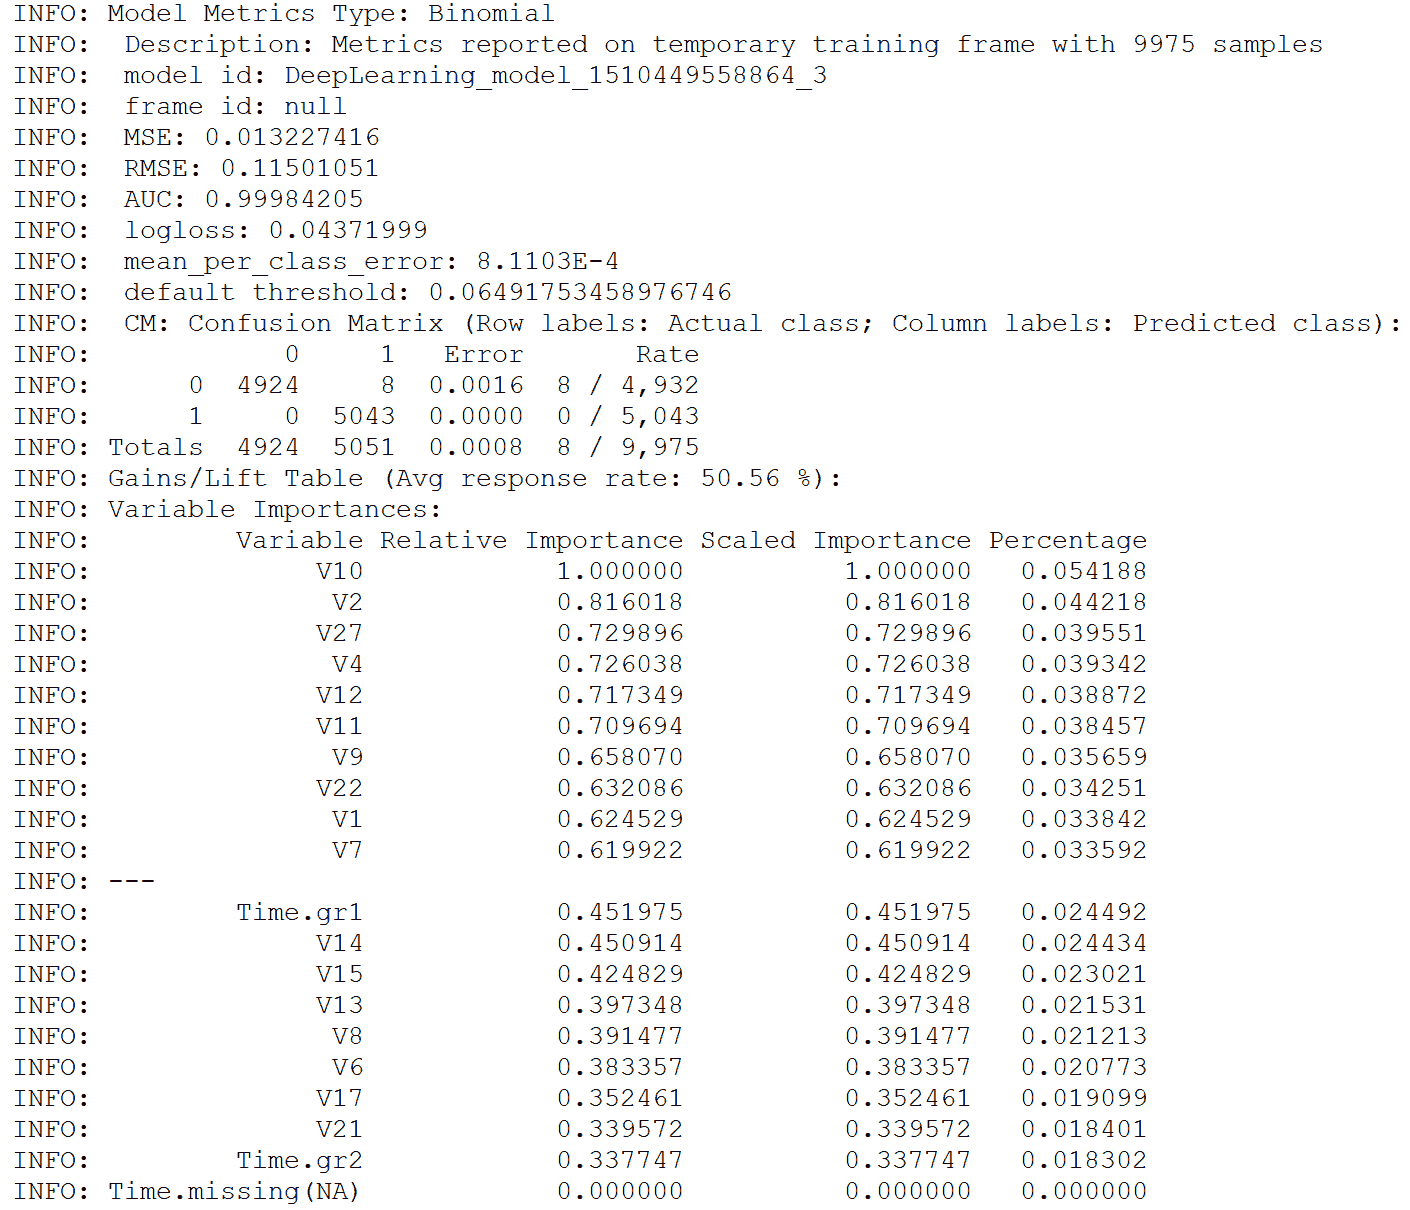 INFO: Model Metrics Type: Binomial
INFO:  Description: Metrics reported on temporary training frame with 9975 samples
INFO:  model id: DeepLearning_model_1510449558864_3
INFO:  frame id: null
INFO:  MSE: 0.013227416
INFO:  RMSE: 0.11501051
INFO:  AUC: 0.99984205
INFO:  logloss: 0.04371999
INFO:  mean_per_class_error: 8.1103E-4
INFO:  default threshold: 0.06491753458976746
INFO:  CM: Confusion Matrix (Row labels: Actual class; Column labels: Predicted class):
INFO:            0     1   Error       Rate
INFO:      0  4924     8  0.0016  8 / 4,932
INFO:      1     0  5043  0.0000  0 / 5,043
INFO: Totals  4924  5051  0.0008  8 / 9,975
INFO: Gains/Lift Table (Avg response rate: 50.56 %):
INFO: Variable Importances:
INFO:         Variable Relative Importance Scaled Importance Percentage
INFO:              V10            1.000000          1.000000   0.054188
INFO:               V2            0.816018          0.816018   0.044218
INFO:              V27            0.729896          0.729896   0.039551
INFO:               V4            0.726038          0.726038   0.039342
INFO:              V12            0.717349          0.717349   0.038872
INFO:              V11            0.709694          0.709694   0.038457
INFO:               V9            0.658070          0.658070   0.035659
INFO:              V22            0.632086          0.632086   0.034251
INFO:               V1            0.624529          0.624529   0.033842
INFO:               V7            0.619922          0.619922   0.033592
INFO: ---
INFO:         Time.gr1            0.451975          0.451975   0.024492
INFO:              V14            0.450914          0.450914   0.024434
INFO:              V15            0.424829          0.424829   0.023021
INFO:              V13            0.397348          0.397348   0.021531
INFO:               V8            0.391477          0.391477   0.021213
INFO:               V6            0.383357          0.383357   0.020773
INFO:              V17            0.352461          0.352461   0.019099
INFO:              V21            0.339572          0.339572   0.018401
INFO:         Time.gr2            0.337747          0.337747   0.018302
INFO: Time.missing(NA)            0.000000          0.000000   0.000000